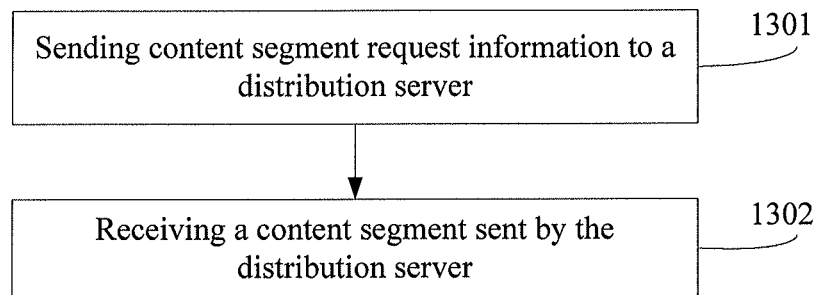 1301
Sending content segment request information to a
distribution server
1302
Receiving a content segment sent by the
distribution server